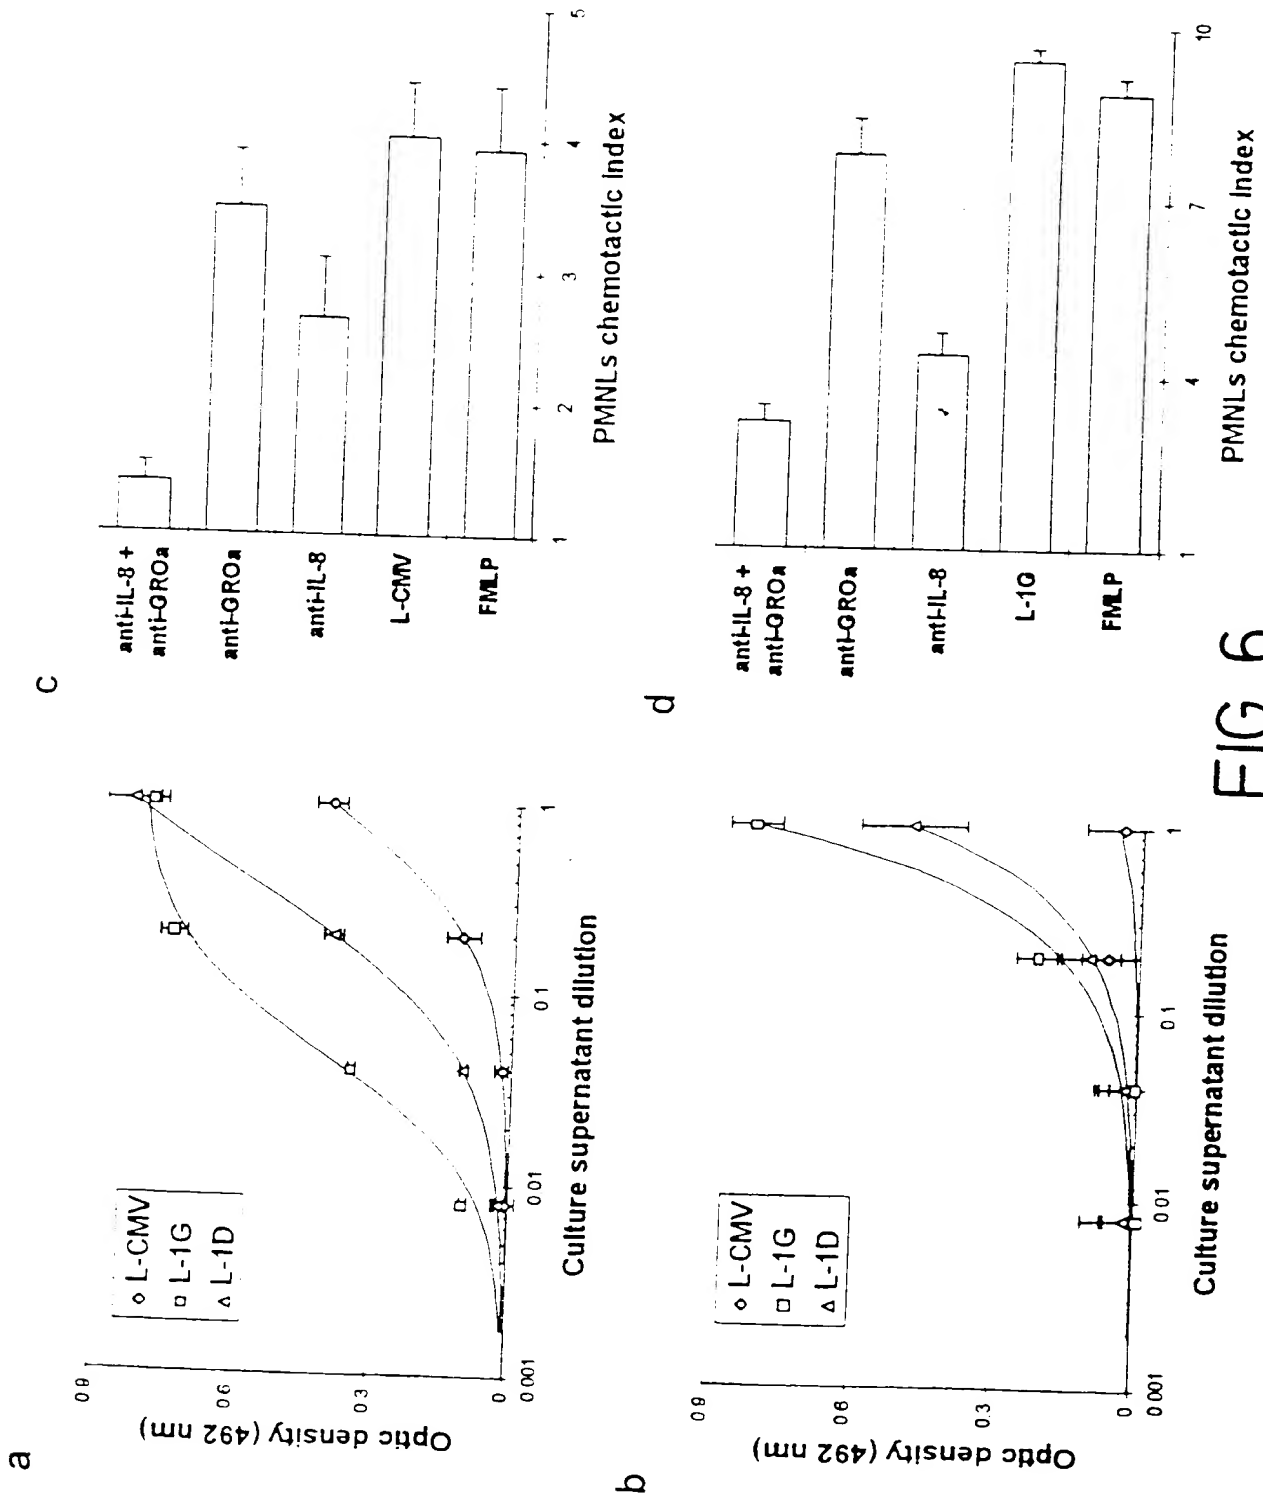 a
Optic density (492 nm)
0.9
0.6
0.3
0
L-CMV
L-1G
L-1D
0.001
0.01
0.1
1
Culture supernatant dilution
b
Optic density (492 nm)
0.9
0.6
0.3
0
L-CMV
L-1G
L-1D
0.001
0.01
0.1
1
Culture supernatant dilution
c
anti-IL-8 +
anti-GROa
anti-GROa
anti-IL-8
L-CMV
FMLP
1
2
3
4
5
PMNLs chemotactic index
d
anti-IL-8 +
anti-GROa
anti-GROa
anti-IL-8
L-1G
FMLP
1
4
7
10
PMNLs chemotactic index
FIG. 6